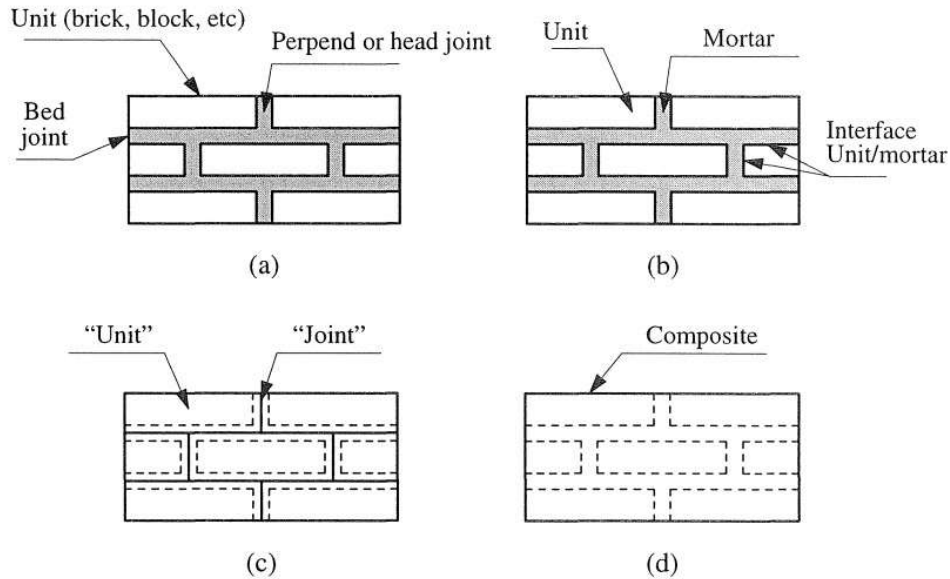 Unit (brick, block, etc)
Perpend or head joint
Bed
joint
(a)
Unit
Mortar
Interface
Unit/mortar
(b)
“Unit”
“Joint”
(c)
Composite
(d)